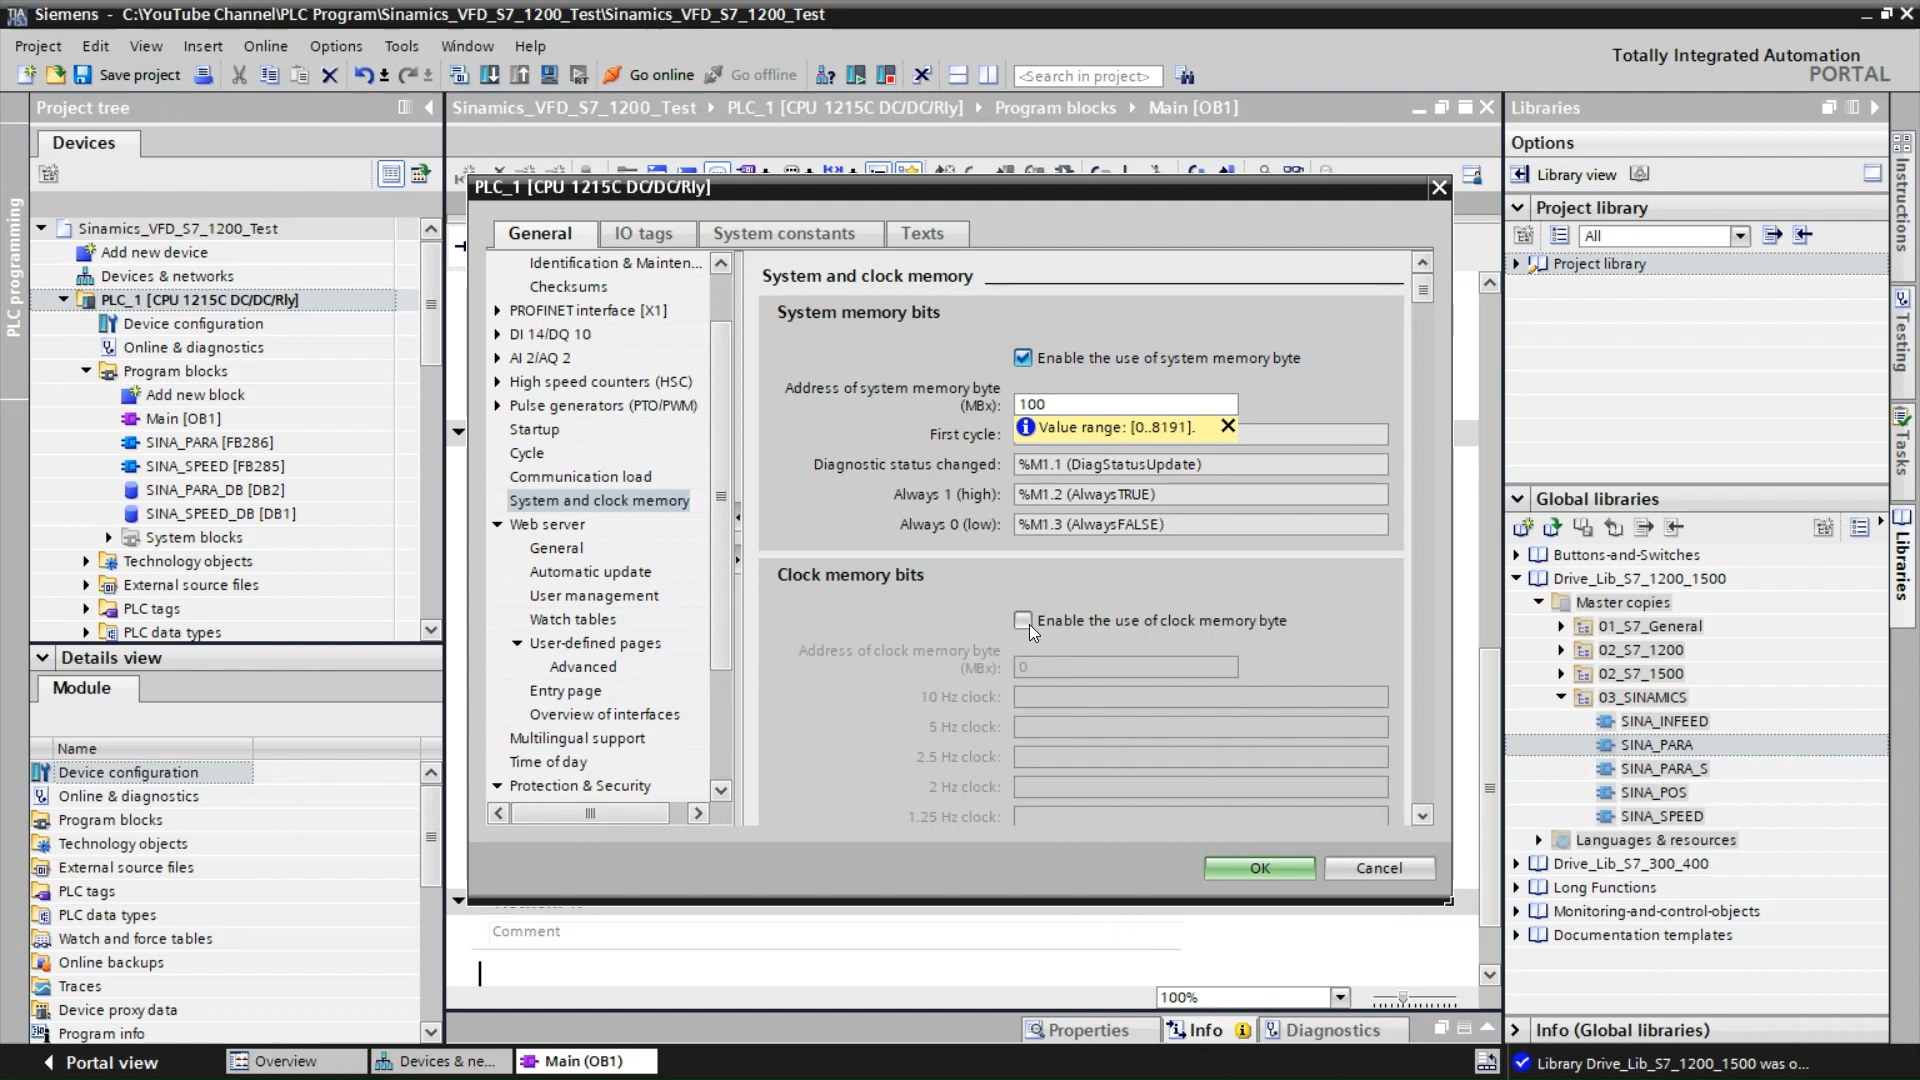 Siemens - C:\YouTube Channel\PLC Program\Sinamics_VFD_S7_1200_Test\Sinamics_VFD_S7_1200_Test
Project Edit View Insert Online Options Tools Window Help
Totally Integrated Automation
PORTAL
Save project
Go online
Go offline
<Search in project>
Project tree
Sinamics_VFD_S7_1200_Test
PLC_1 [CPU 1215C DC/DC/Rly]
Program blocks
Main [OB1]
Libraries
Devices
Options
Library view
PLC programming
Sinamics_VFD_S7_1200_Test
Add new device
Devices & networks
PLC_1 [CPU 1215C DC/DC/Rly]
Device configuration
Online & diagnostics
Program blocks
Add new block
Main [OB1]
SINA_PARA [FB286]
SINA_SPEED [FB285]
SINA_PARA_DB [DB2]
SINA_SPEED_DB [DB1]
System blocks
Technology objects
External source files
PLC tags
PLC data types
Details view
Module
Name
Device configuration
Online & diagnostics
Program blocks
Technology objects
External source files
PLC tags
PLC data types
Watch and force tables
Online backups
Traces
Device proxy data
Program info
PLC_1 [CPU 1215C DC/DC/Rly]
General
IO tags
System constants
Texts
Identification & Mainten...
Checksums
PROFINET interface [X1]
DI 14/DQ 10
AI 2/AQ 2
High speed counters (HSC)
Pulse generators (PTO/PWM)
Startup
Cycle
Communication load
System and clock memory
Web server
General
Automatic update
User management
Watch tables
User-defined pages
Advanced
Entry page
Overview of interfaces
Multilingual support
Time of day
Protection & Security
System and clock memory
System memory bits
Enable the use of system memory byte
Address of system memory byte
(MBx):
100
Value range: [0..8191].
First cycle:
Diagnostic status changed:
%M1.1 (DiagStatusUpdate)
Always 1 (high):
%M1.2 (AlwaysTRUE)
Always 0 (low):
%M1.3 (AlwaysFALSE)
Clock memory bits
Enable the use of clock memory byte
Address of clock memory byte
(MBx):
0
10 Hz clock:
5 Hz clock:
2.5 Hz clock:
2 Hz clock:
1.25 Hz clock:
OK
Cancel
Comment
100%
Properties
Info
Diagnostics
Project library
All
Project library
Global libraries
Buttons-and-Switches
Drive_Lib_S7_1200_1500
Master copies
01_S7_General
02_S7_1200
02_S7_1500
03_SINAMICS
SINA_INFEED
SINA_PARA
SINA_PARA_S
SINA_POS
SINA_SPEED
Languages & resources
Drive_Lib_S7_300_400
Long Functions
Monitoring-and-control-objects
Documentation templates
Info (Global libraries)
Instructions
Testing
Tasks
Libraries
Portal view
Overview
Devices & ne...
Main (OB1)
Library Drive_Lib_S7_1200_1500 was o...